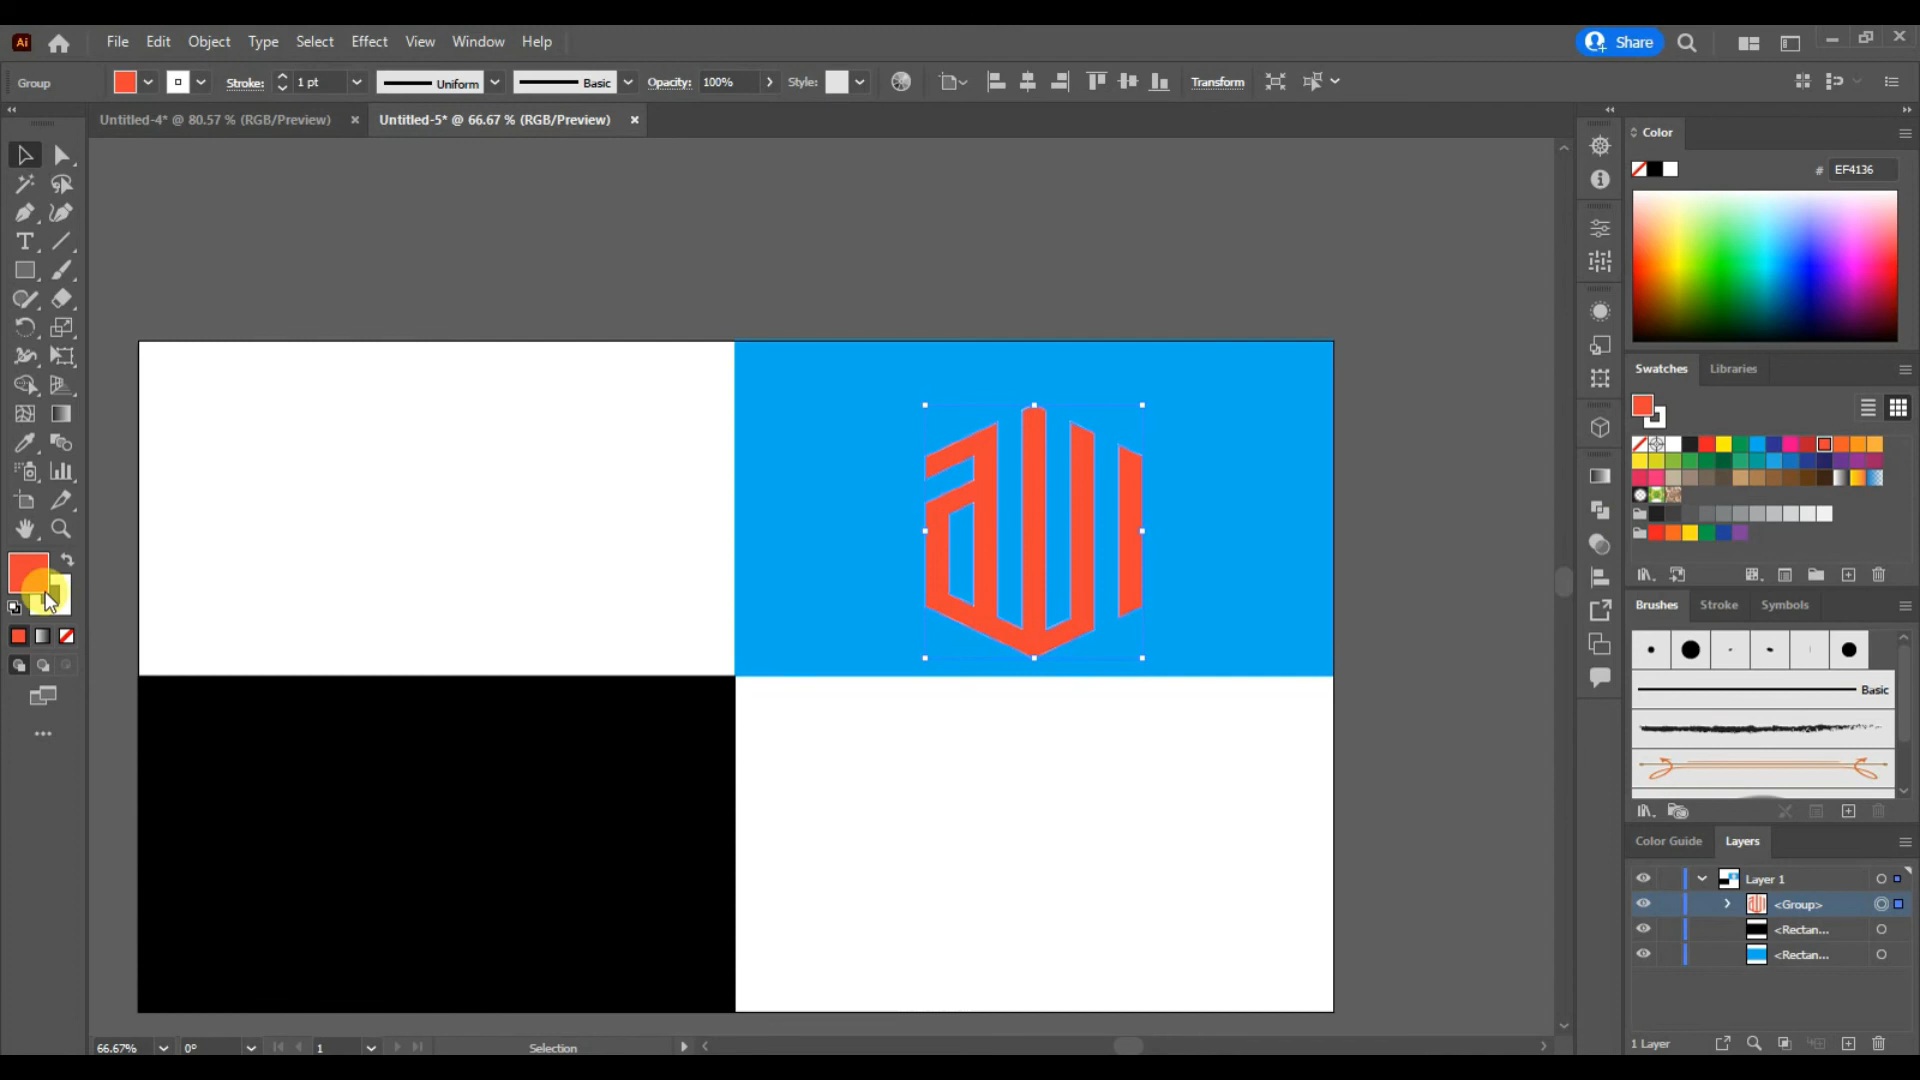 Ai File Edit Object Type Select Effect View Window Help Share
Group Stroke: 1 pt Uniform Basic Opacity: 100% Style: Transform
Untitled-4* @ 80.57 % (RGB/Preview) × Untitled-5* @ 66.67 % (RGB/Preview) ×
Color
# EF4136
Swatches Libraries
Brushes Stroke Symbols
Basic
Color Guide Layers
Layer 1
<Group>
<Rectan...
<Rectan...
1 Layer
66.67% 0° 1 Selection